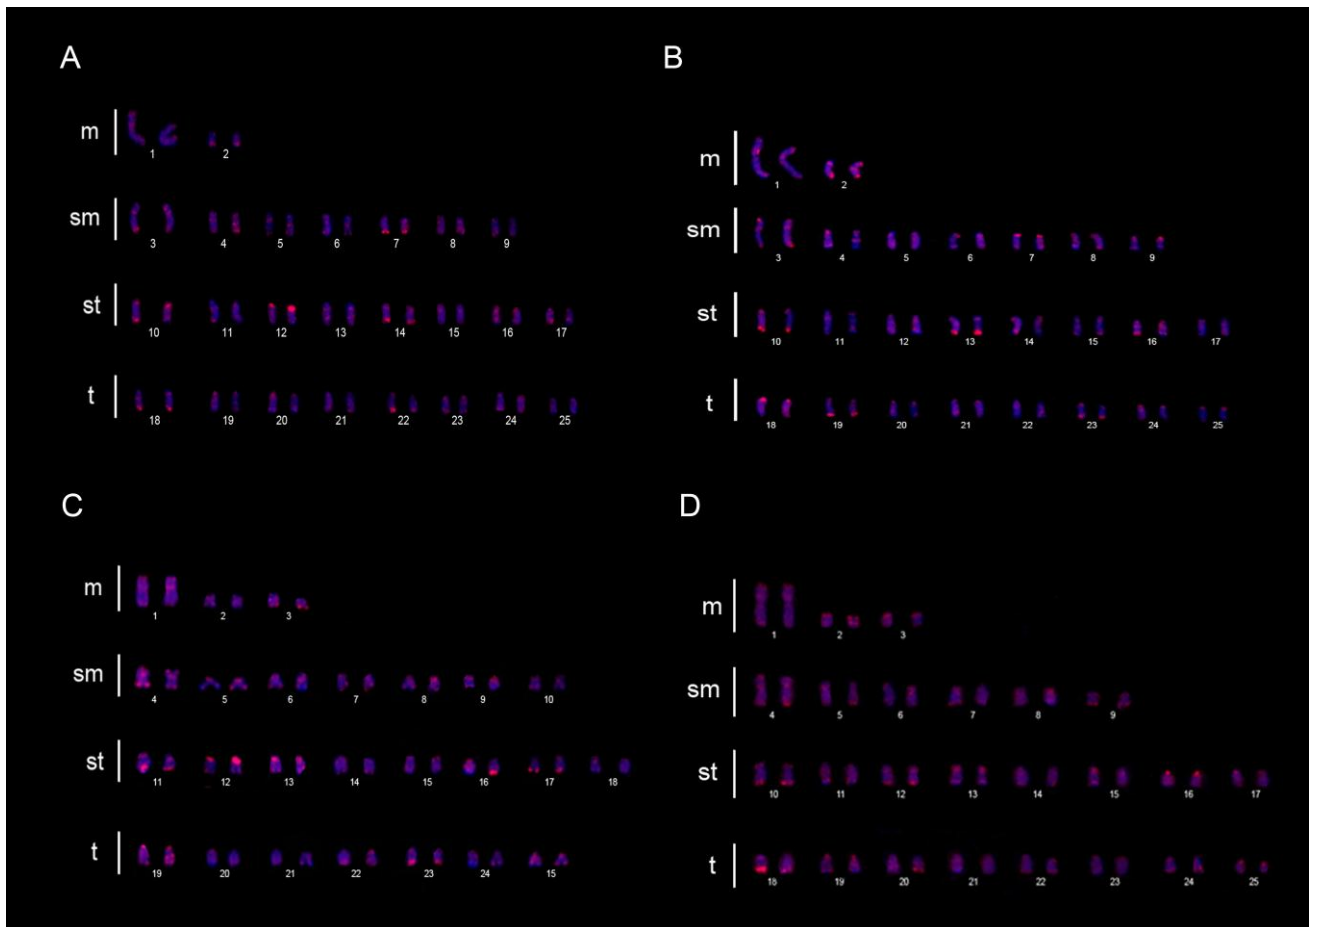 A
m
1 2
sm
3 4 5 6 7 8 9
st
10 11 12 13 14 15 16 17
t
18 19 20 21 22 23 24 25
B
m
1 2
sm
3 4 5 6 7 8 9
st
10 11 12 13 14 15 16 17
t
18 19 20 21 22 23 24 25
C
m
1 2 3
sm
4 5 6 7 8 9 10
st
11 12 13 14 15 16 17 18
t
19 20 21 22 23 24 15
D
m
1 2 3
sm
4 5 6 7 8 9
st
10 11 12 13 14 15 16 17
t
18 19 20 21 22 23 24 25